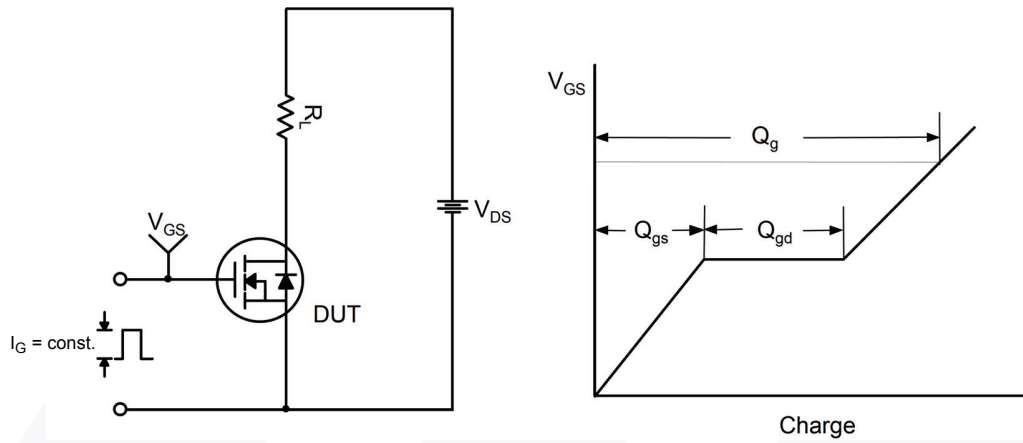 R_L
V_DS
V_GS
DUT
I_G = const.
V_GS
Q_g
Q_gs
Q_gd
Charge